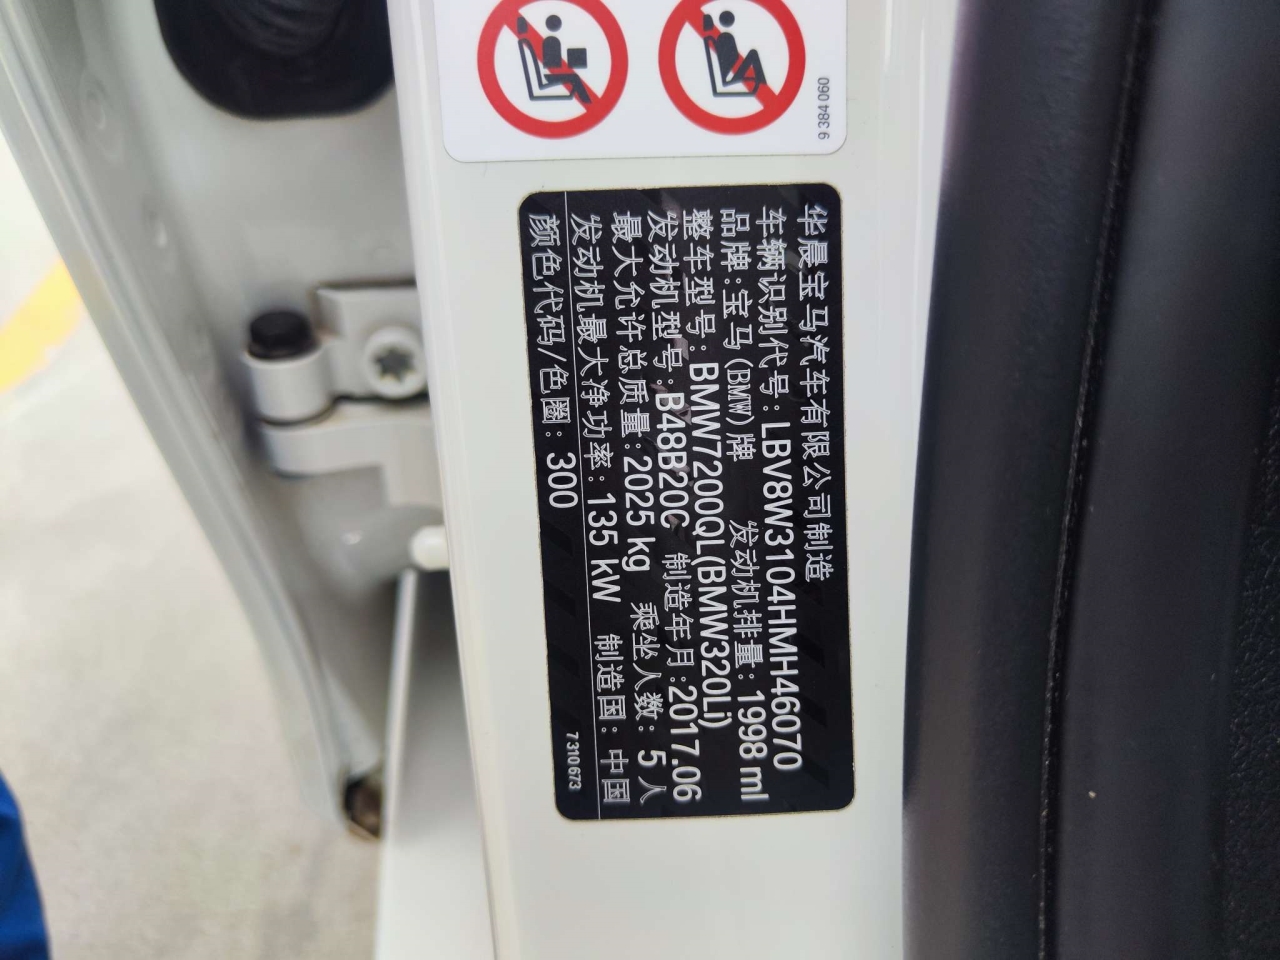 9 384 060
华晨宝马汽车有限公司制造
车辆识别代号:LBV8W3104HMH46070
品牌:宝马(BMW)牌 发动机排量:1998 ml
整车型号:BMW7200QL(BMW320Li)
发动机型号:B48B20C 制造年月:2017.06
最大允许总质量:2025 kg 乘坐人数:5人
发动机最大净功率:135 kW 制造国:中国
颜色代码/色圈:300
7 310 673